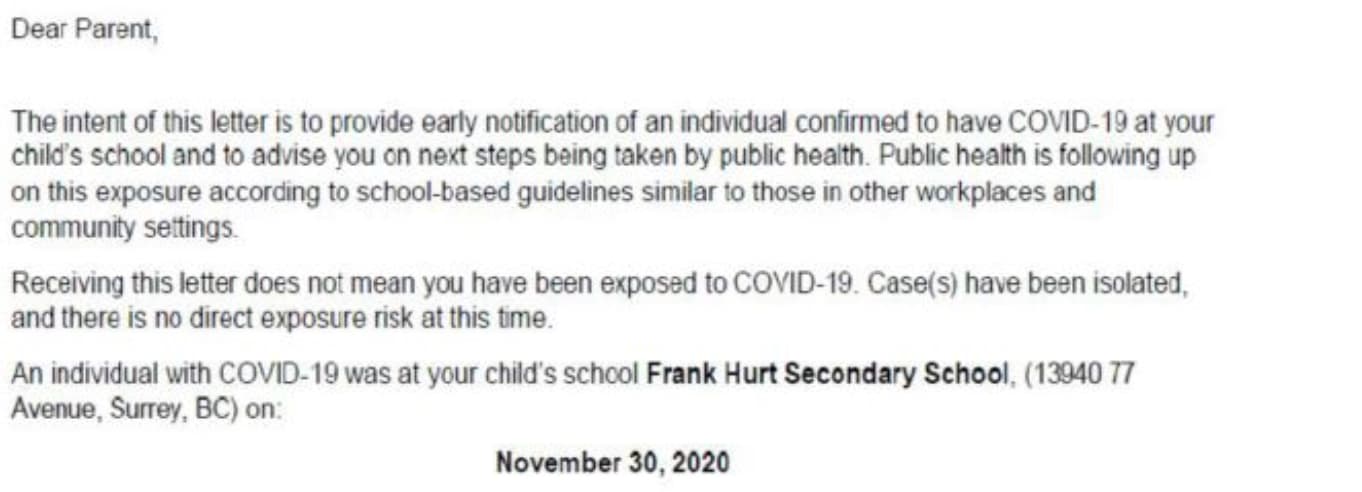 Dear Parent,
The intent of this letter is to provide early notification of an individual confirmed to have COVID-19 at your
child's school and to advise you on next steps being taken by public health. Public health is following up
on this exposure according to school-based guidelines similar to those in other workplaces and
community settings.
Receiving this letter does not mean you have been exposed to COVID-19. Case(s) have been isolated,
and there is no direct exposure risk at this time.
An individual with COVID-19 was at your child's school Frank Hurt Secondary School, (13940 77
Avenue, Surrey, BC) on:
November 30, 2020